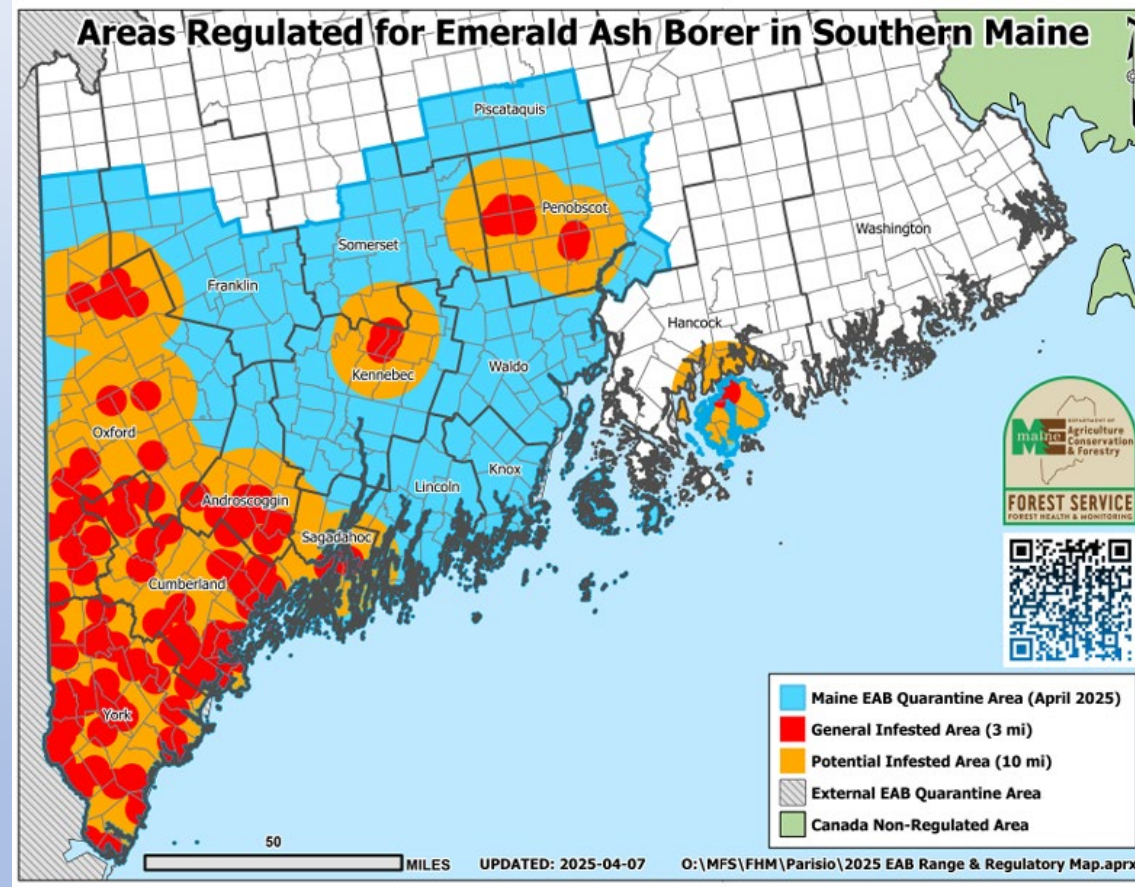 Areas Regulated for Emerald Ash Borer in Southern Maine
Piscataquis
Penobscot
Somerset
Washington
Franklin
Hancock
Waldo
Kennebec
Oxford
Knox
Lincoln
Androscoggin
Sagadahoc
Cumberland
York
maine
DEPARTMENT OF
Agriculture
Conservation
& Forestry
FOREST SERVICE
FOREST HEALTH & MONITORING
Maine EAB Quarantine Area (April 2025)
General Infested Area (3 mi)
Potential Infested Area (10 mi)
External EAB Quarantine Area
Canada Non-Regulated Area
50
MILES
UPDATED: 2025-04-07
O:\MFS\FHM\Parisio\2025 EAB Range & Regulatory Map.aprx